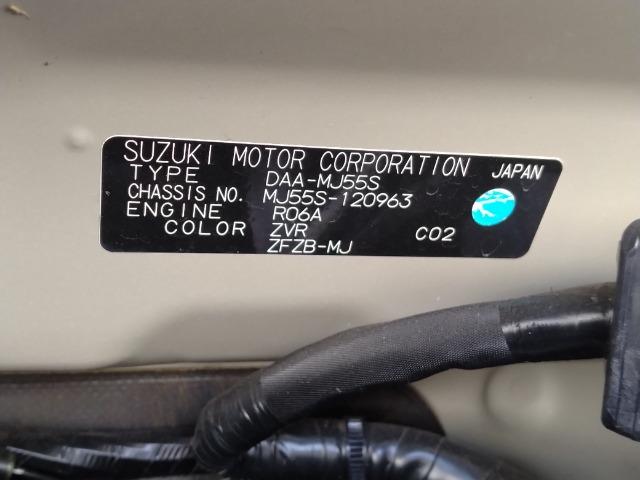 SUZUKI MOTOR CORPORATION JAPAN
TYPE DAA-MJ55S
CHASSIS NO. MJ55S-120963
ENGINE R06A
COLOR ZVR C02
ZFZB-MJ